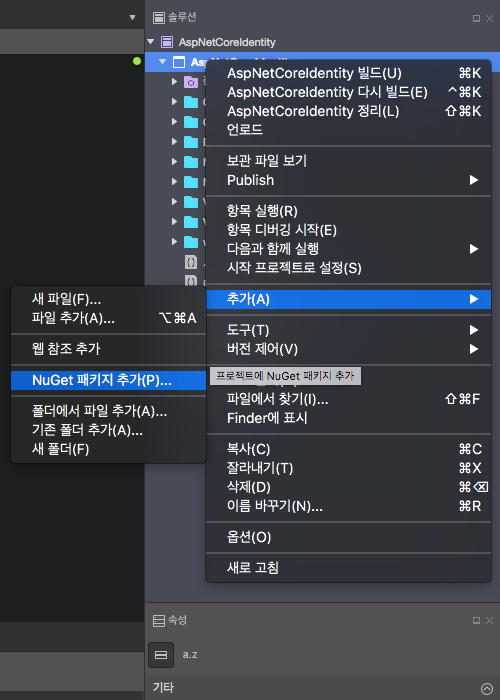 솔루션
AspNetCoreIdentity
AspNetCoreIdentity 빌드(U) ⌘K
AspNetCoreIdentity 다시 빌드(E) ^⌘K
AspNetCoreIdentity 정리(L) ⇧⌘K
언로드
보관 파일 보기
Publish
항목 실행(R)
항목 디버깅 시작(E)
다음과 함께 실행
시작 프로젝트로 설정(S)
추가(A)
새 파일(F)...
파일 추가(A)... ⌥⌘A
웹 참조 추가
NuGet 패키지 추가(P)...
폴더에서 파일 추가(A)...
기존 폴더 추가(A)...
새 폴더(F)
도구(T)
버전 제어(V)
프로젝트에 NuGet 패키지 추가
파일에서 찾기(I)... ⇧⌘F
Finder에 표시
복사(C) ⌘C
잘라내기(T) ⌘X
삭제(D) ⌘⌫
이름 바꾸기(N)... ⌘R
옵션(O)
새로 고침
속성
a.z
기타